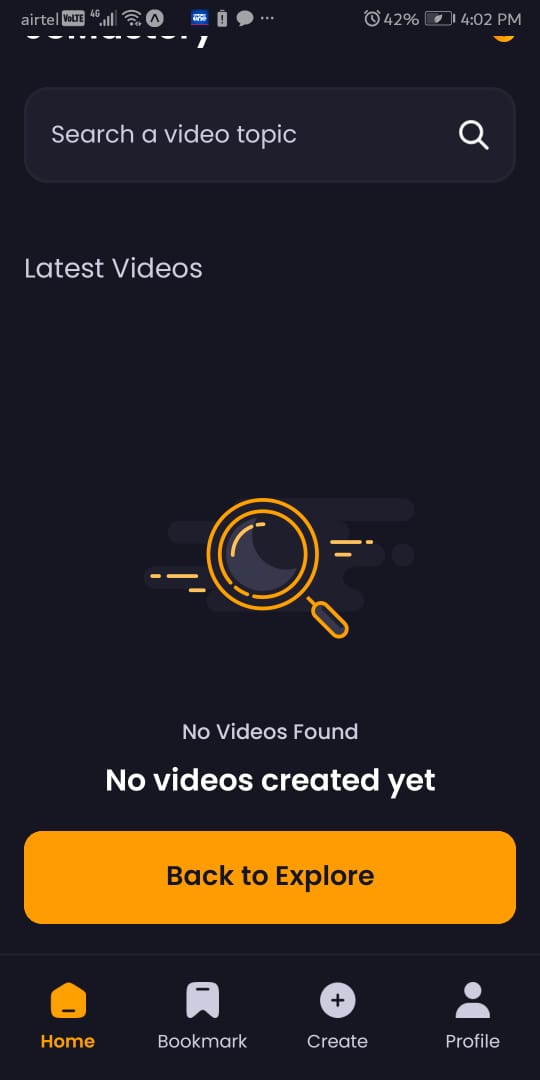 airtel VoLTE 4G 42% 4:02 PM
Search a video topic
Latest Videos
No Videos Found
No videos created yet
Back to Explore
Home Bookmark Create Profile